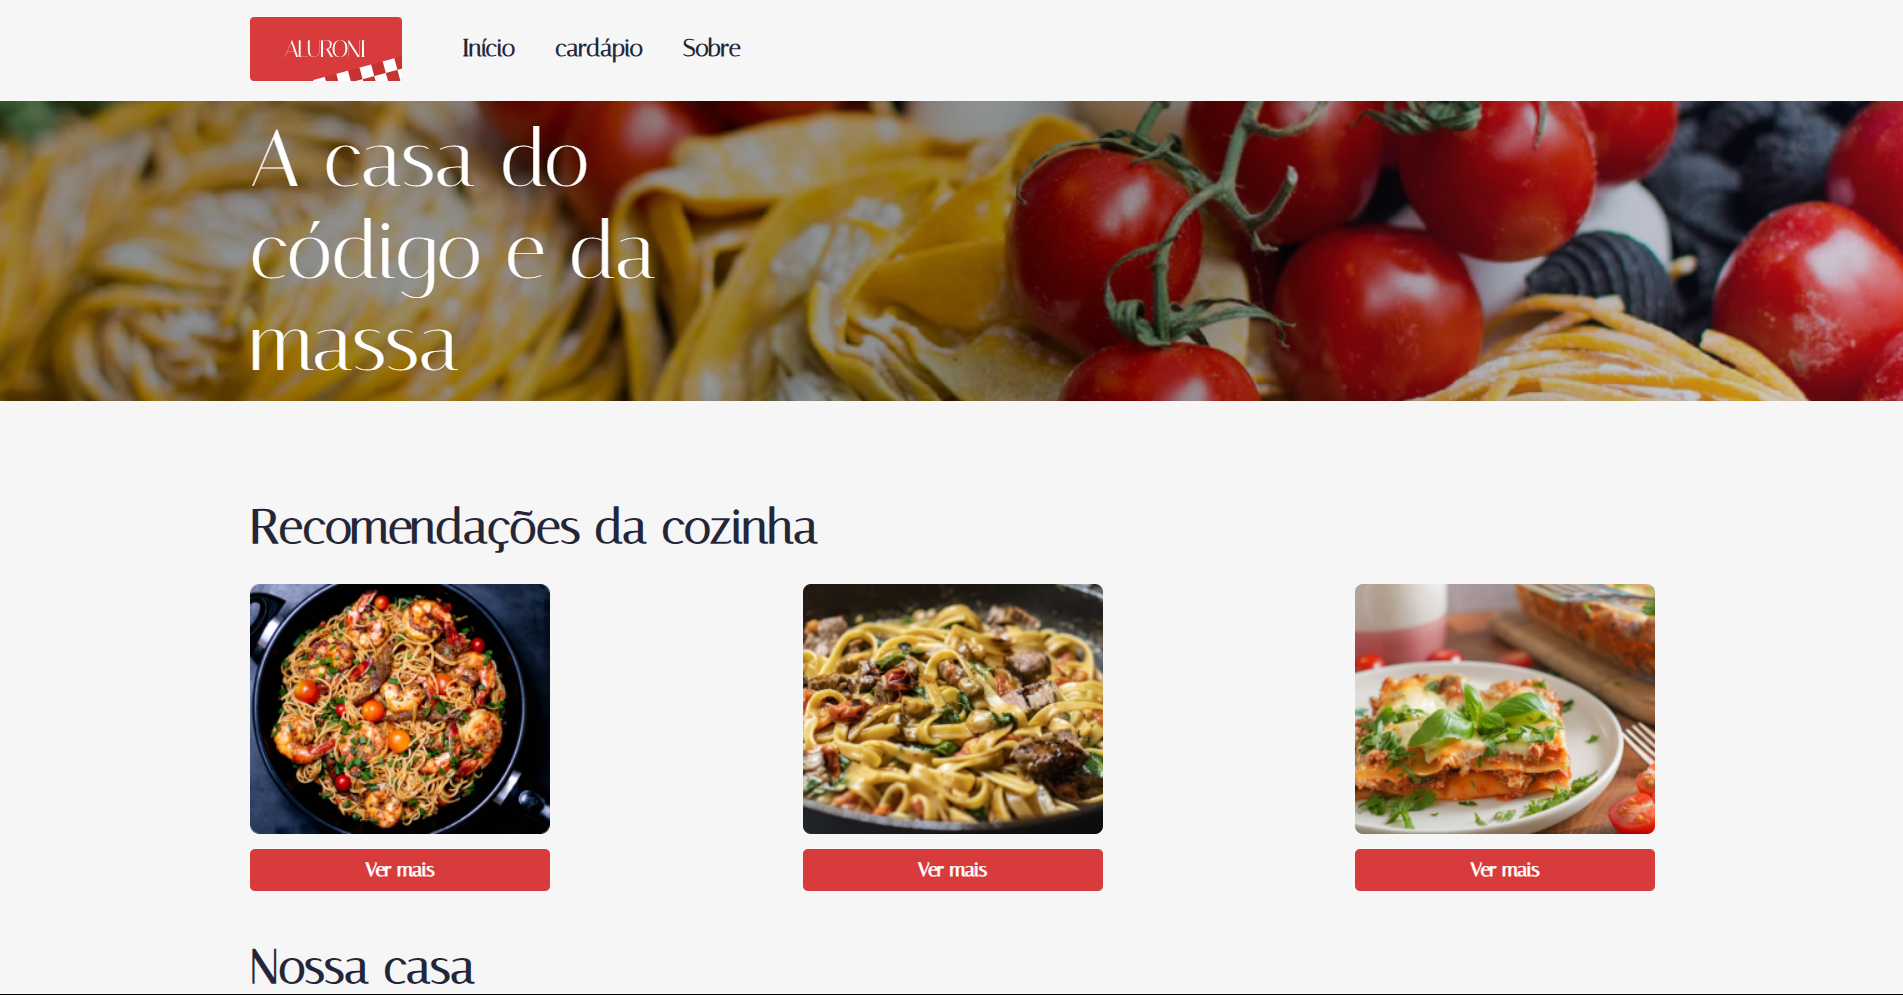 ALURONI
Início cardápio Sobre
A casa do
código e da
massa
Recomendações da cozinha
Ver mais Ver mais Ver mais
Nossa casa